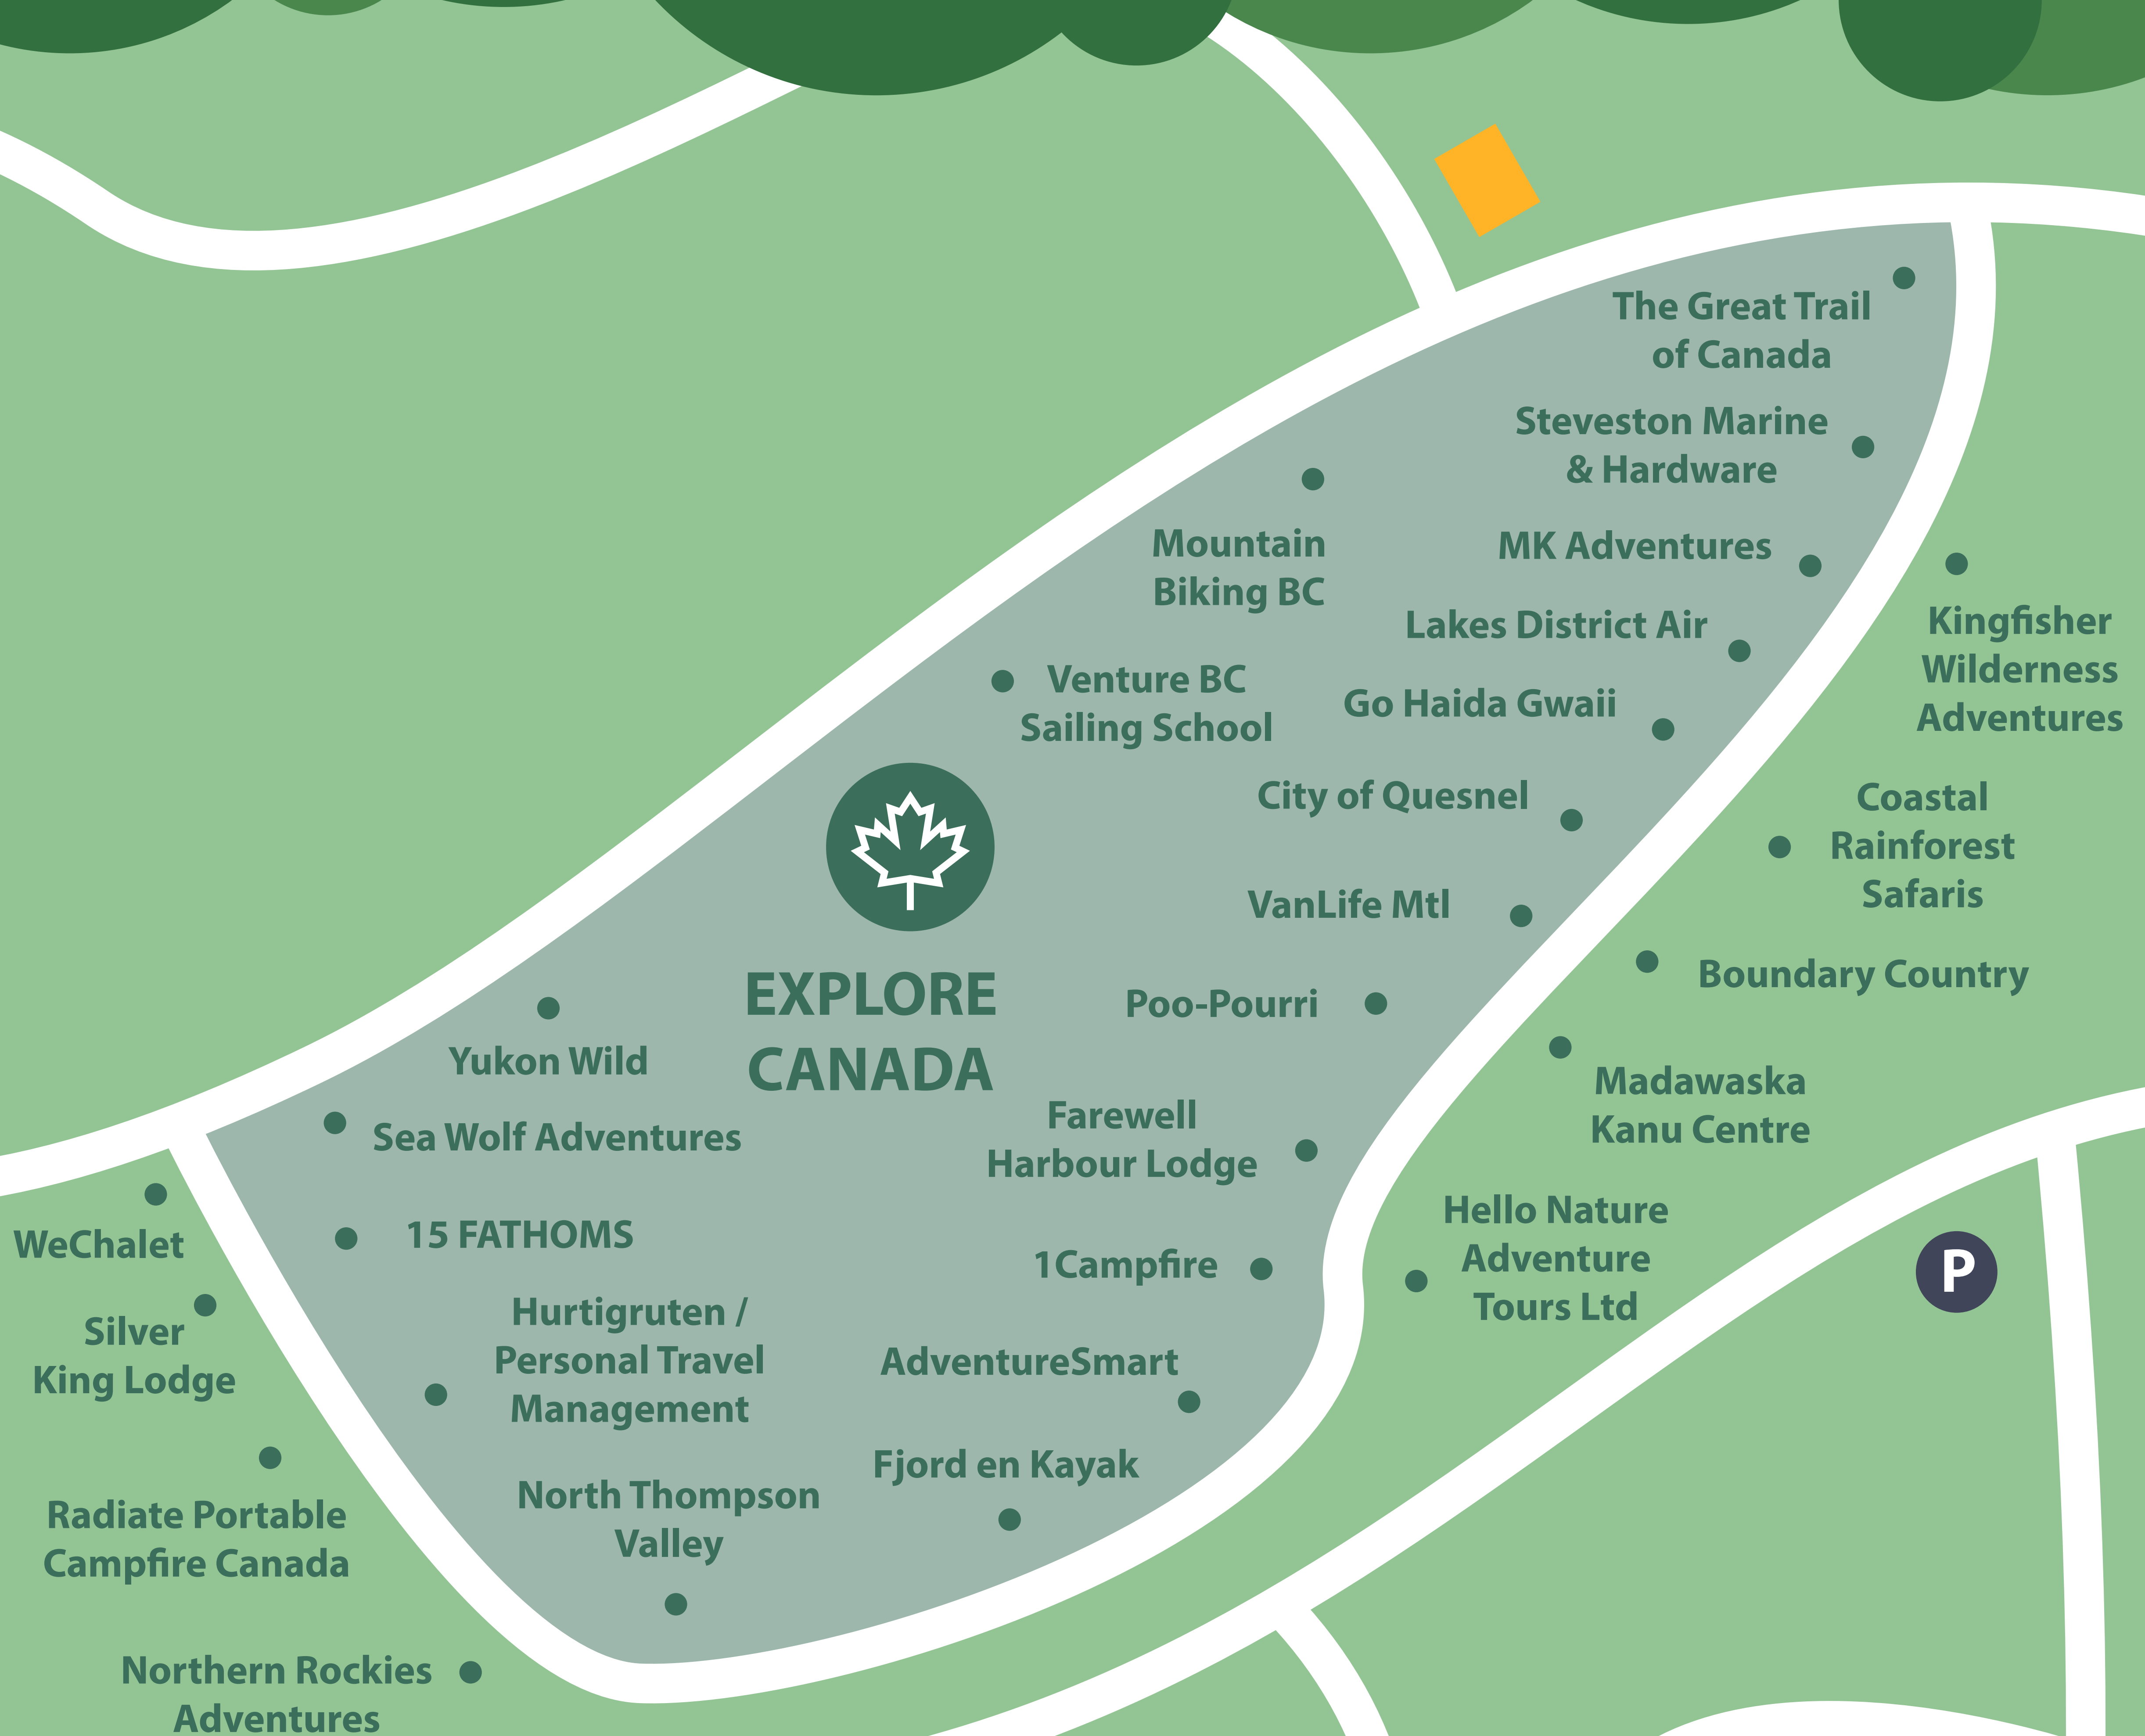 The Great Trail
of Canada
Steveston Marine
& Hardware
Mountain
Biking BC
MK Adventures
Lakes District Air
Kingfisher
Wilderness
Adventures
Venture BC
Sailing School
Go Haida Gwaii
City of Quesnel
Coastal
Rainforest
Safaris
VanLife Mtl
Boundary Country
EXPLORE
CANADA
Poo-Pourri
Yukon Wild
Madawaska
Kanu Centre
Sea Wolf Adventures
Farewell
Harbour Lodge
WeChalet
15 FATHOMS
1Campfire
Hello Nature
Adventure
Tours Ltd
P
Silver
King Lodge
Hurtigruten /
Personal Travel
Management
AdventureSmart
Fjord en Kayak
North Thompson
Valley
Radiate Portable
Campfire Canada
Northern Rockies
Adventures